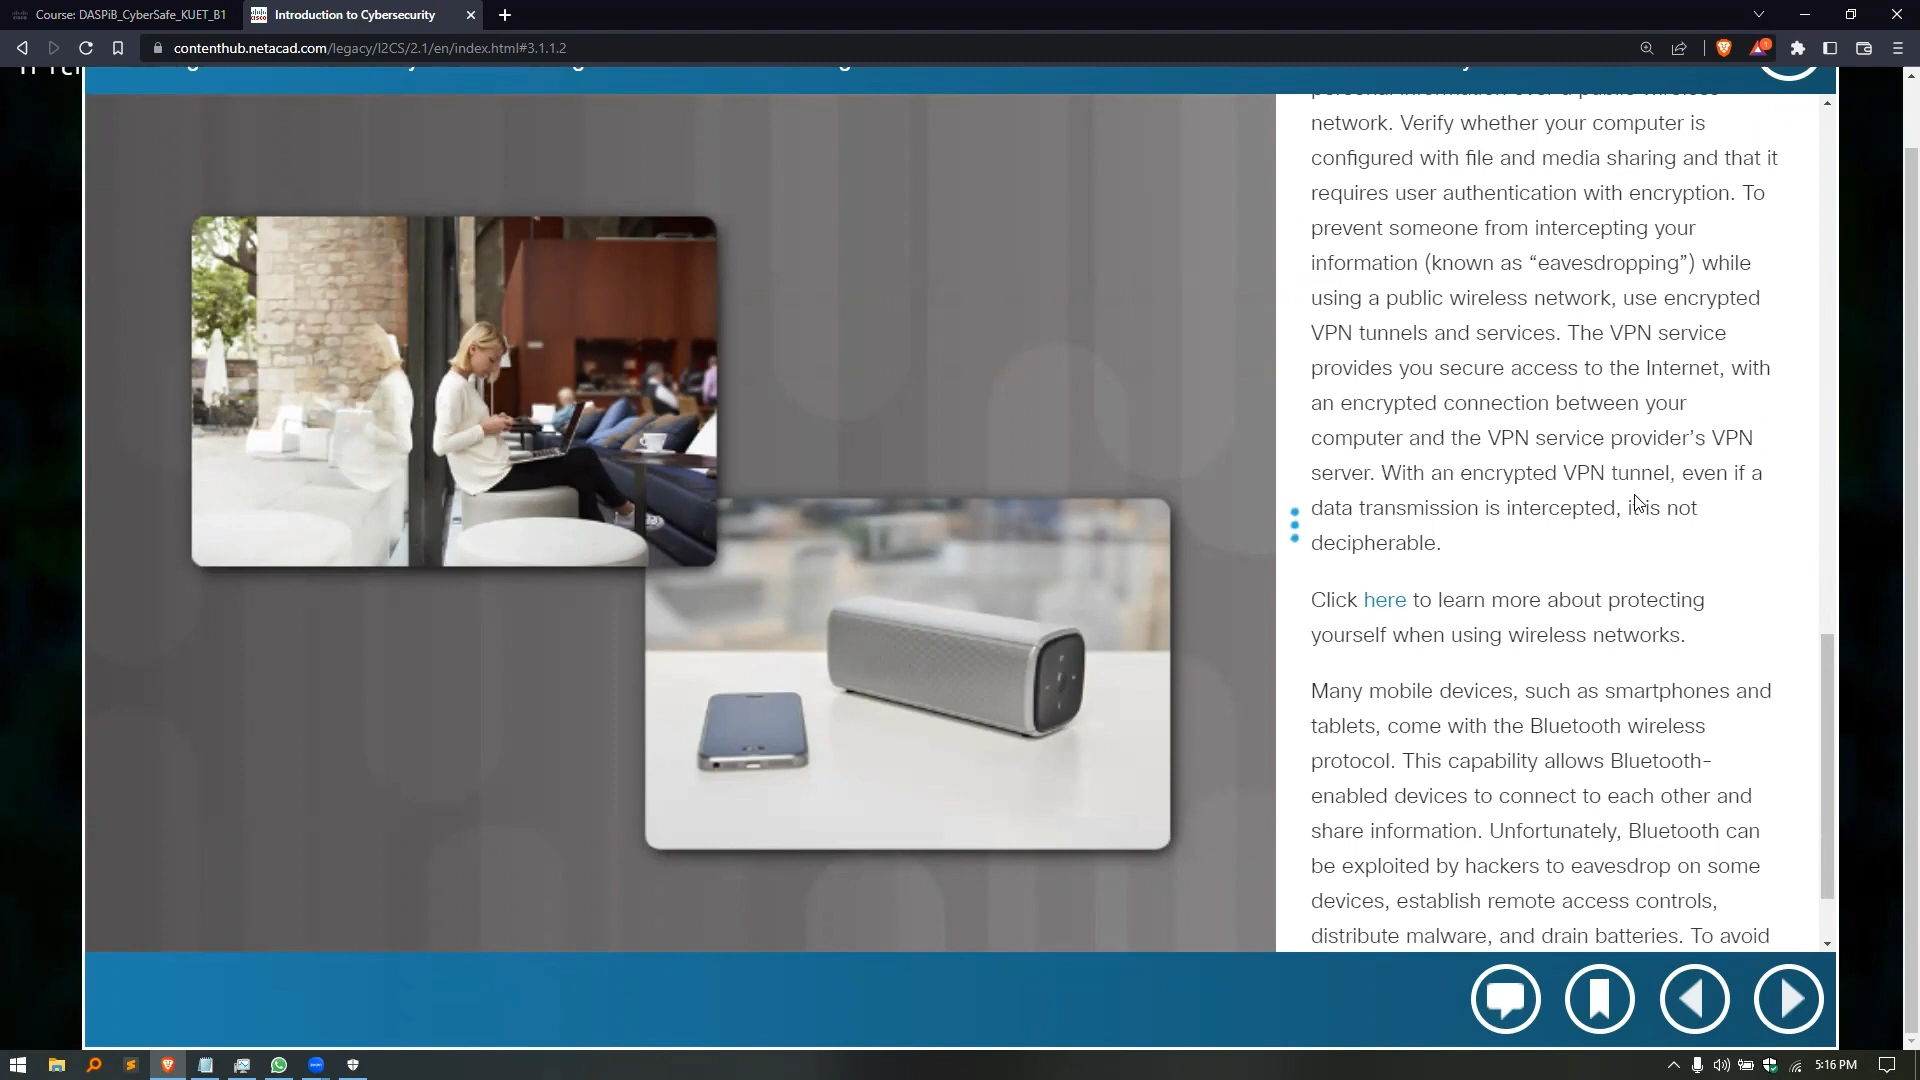 Course: DASPiB_CyberSafe_KUET_B1
Introduction to Cybersecurity
contenthub.netacad.com/legacy/I2CS/2.1/en/index.html#3.1.1.2
1
network. Verify whether your computer is
configured with file and media sharing and that it
requires user authentication with encryption. To
prevent someone from intercepting your
information (known as “eavesdropping”) while
using a public wireless network, use encrypted
VPN tunnels and services. The VPN service
provides you secure access to the Internet, with
an encrypted connection between your
computer and the VPN service provider’s VPN
server. With an encrypted VPN tunnel, even if a
data transmission is intercepted, it is not
decipherable.
Click here to learn more about protecting
yourself when using wireless networks.
Many mobile devices, such as smartphones and
tablets, come with the Bluetooth wireless
protocol. This capability allows Bluetooth-
enabled devices to connect to each other and
share information. Unfortunately, Bluetooth can
be exploited by hackers to eavesdrop on some
devices, establish remote access controls,
distribute malware, and drain batteries. To avoid
5:16 PM